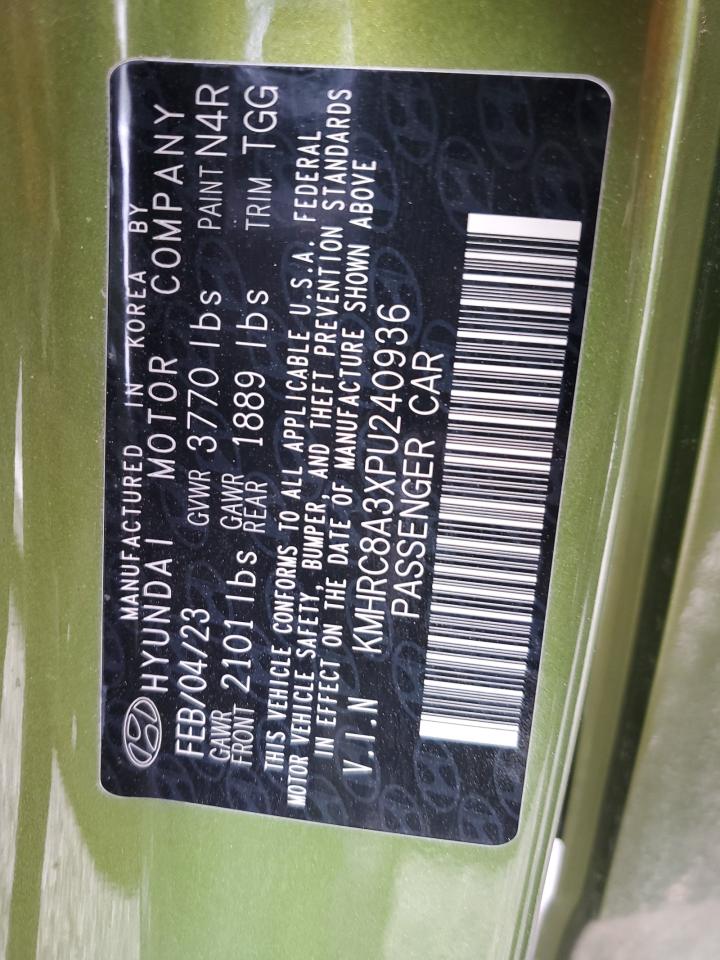 MANUFACTURED IN KOREA BY
HYUNDAI MOTOR COMPANY
FEB/04/23 GVWR 3770 lbs PAINT N4R
GAWR FRONT 2101 lbs GAWR REAR 1889 lbs TRIM TGG
THIS VEHICLE CONFORMS TO ALL APPLICABLE U.S.A. FEDERAL
MOTOR VEHICLE SAFETY, BUMPER, AND THEFT PREVENTION STANDARDS
IN EFFECT ON THE DATE OF MANUFACTURE SHOWN ABOVE
V.I.N KMHRC8A3XPU240936
PASSENGER CAR